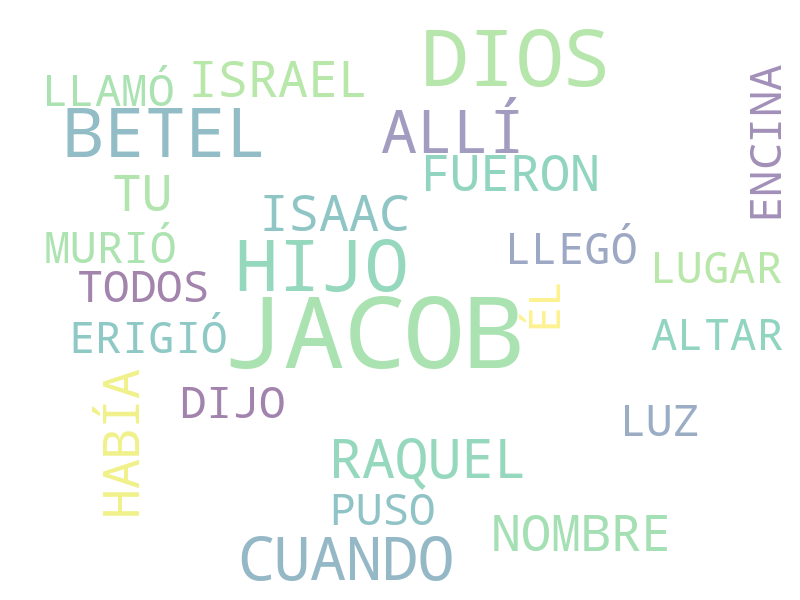 DIOS
ISRAEL
LLAMÓ
ENCINA
BETEL
ALLÍ
FUERON
TU
ISAAC
MURIÓ
HIJO
LLEGÓ
LUGAR
TODOS
ÉL
JACOB
ERIGIÓ
ALTAR
HABÍA
DIJO
LUZ
RAQUEL
PUSO
NOMBRE
CUANDO